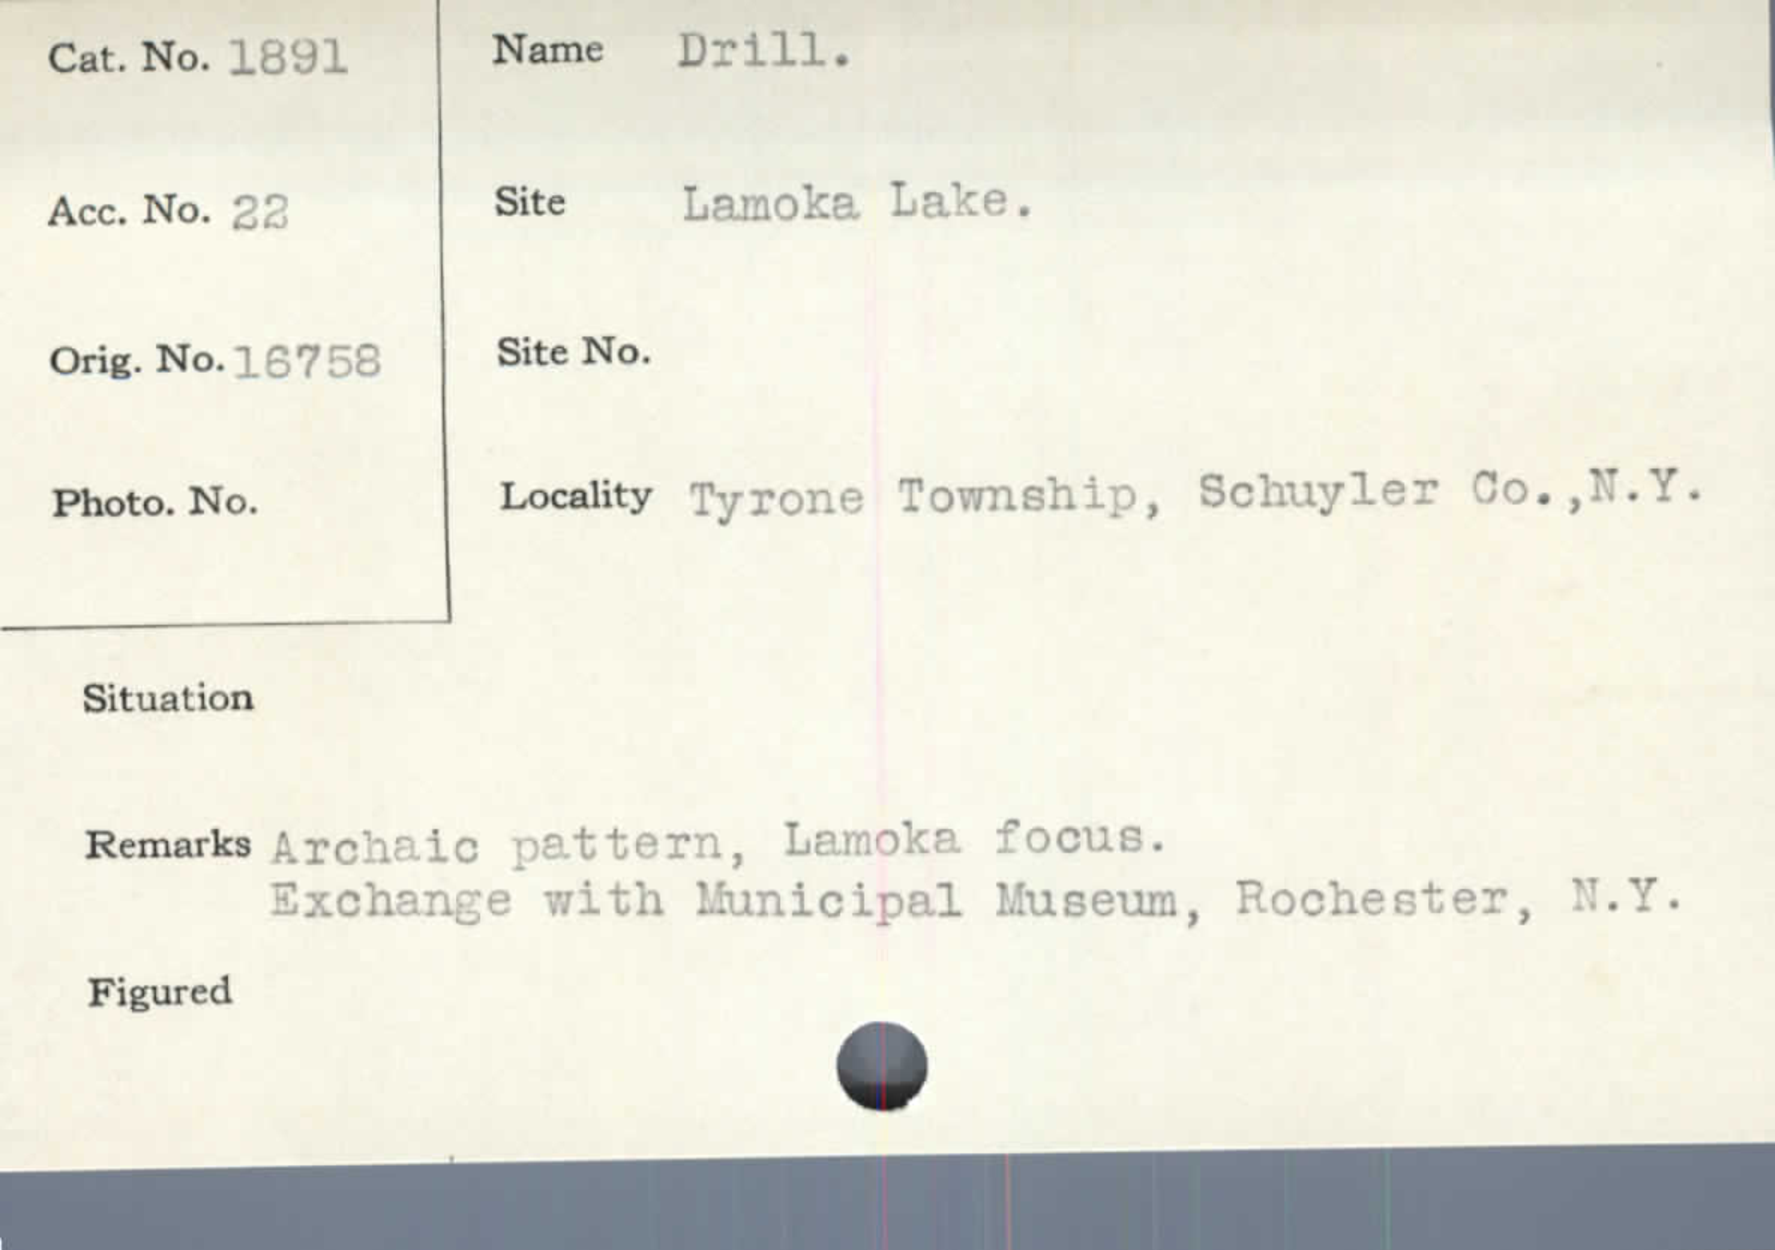 Cat. No. 1891
Acc. No. 22
Orig. No. 16758
Photo. No.
Name Drill.
Site Lamoka Lake.
Site No.
Locality Tyrone Township, Schuyler Co.,N.Y.
Situation
Remarks Archaic pattern, Lamoka focus.
Exchange with Municipal Museum, Rochester, N.Y.
Figured